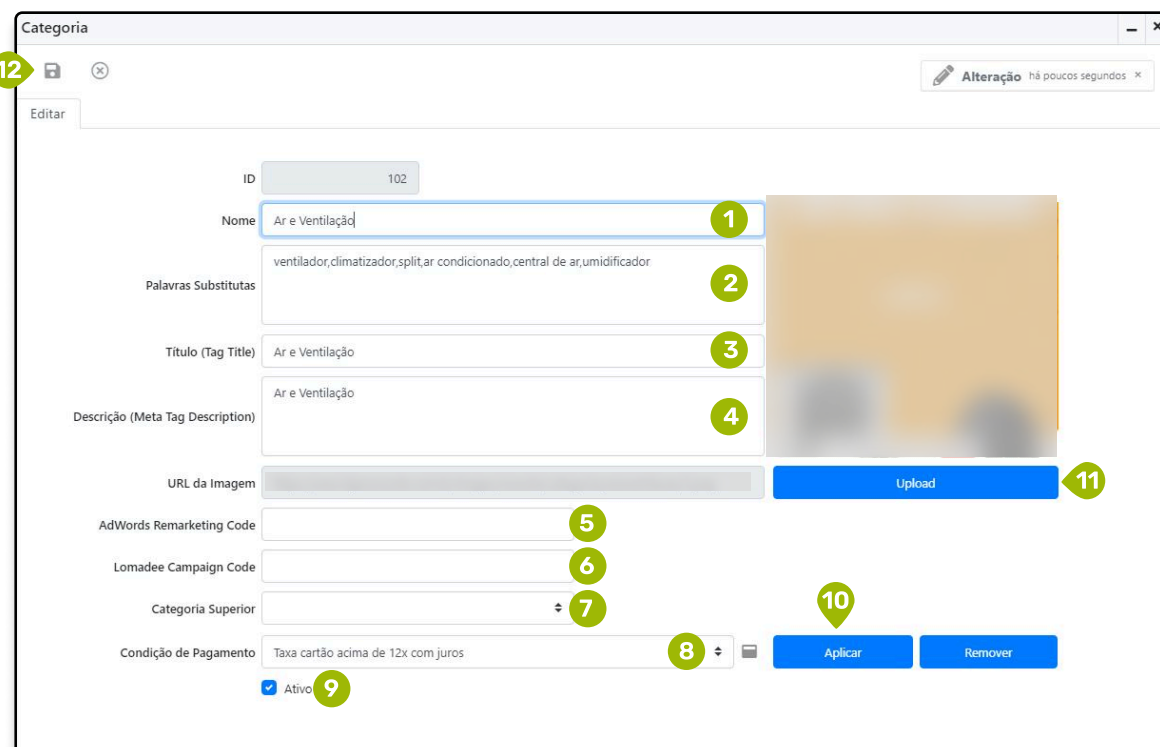 Categoria
12
Alteração há poucos segundos ×
Editar
ID 102
Nome Ar e Ventilação 1
Palavras Substitutas ventilador,climatizador,split,ar condicionado,central de ar,umidificador 2
Título (Tag Title) Ar e Ventilação 3
Descrição (Meta Tag Description) Ar e Ventilação 4
URL da Imagem Upload 11
AdWords Remarketing Code 5
Lomadee Campaign Code 6
Categoria Superior 7
10
Condição de Pagamento Taxa cartão acima de 12x com juros 8 Aplicar Remover
Ativo 9